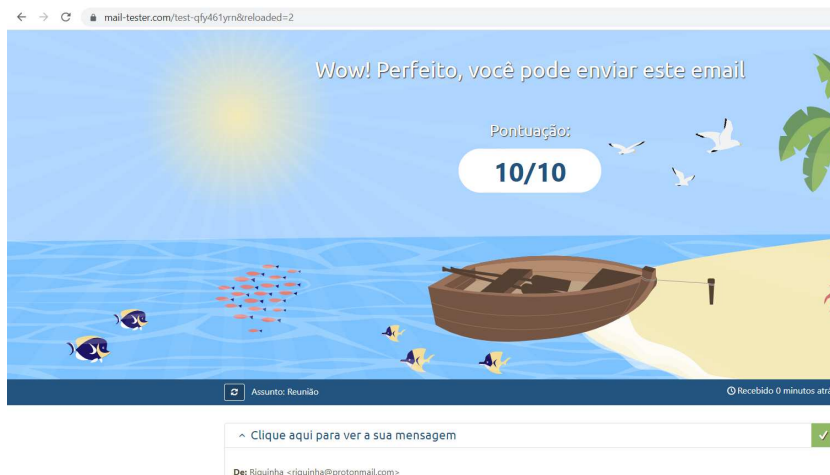 mail-tester.com/test-qfy461yrn&reloaded=2
Wow! Perfeito, você pode enviar este email
Pontuação:
10/10
Assunto: Reunião
Recebido 0 minutos atrá
Clique aqui para ver a sua mensagem
De: Riquinha <riquinha@protonmail.com>